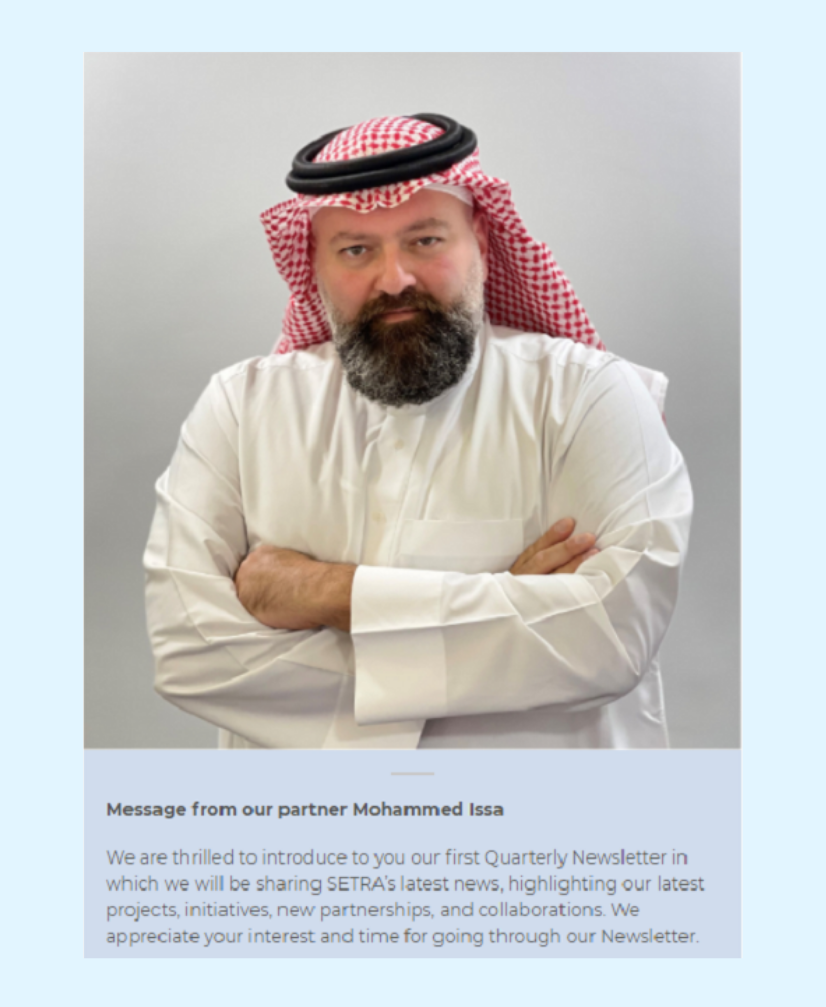 Message from our partner Mohammed Issa
We are thrilled to introduce to you our first Quarterly Newsletter in
which we will be sharing SETRA's latest news, highlighting our latest
projects, initiatives, new partnerships, and collaborations. We
appreciate your interest and time for going through our Newsletter.